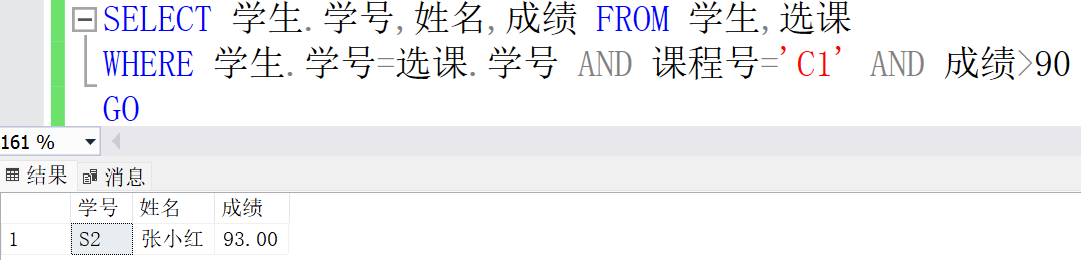 SELECT 学生.学号,姓名,成绩 FROM 学生,选课
WHERE 学生.学号=选课.学号 AND 课程号='C1' AND 成绩>90
GO
161 %
结果 消息
学号 姓名 成绩
1 S2 张小红 93.00